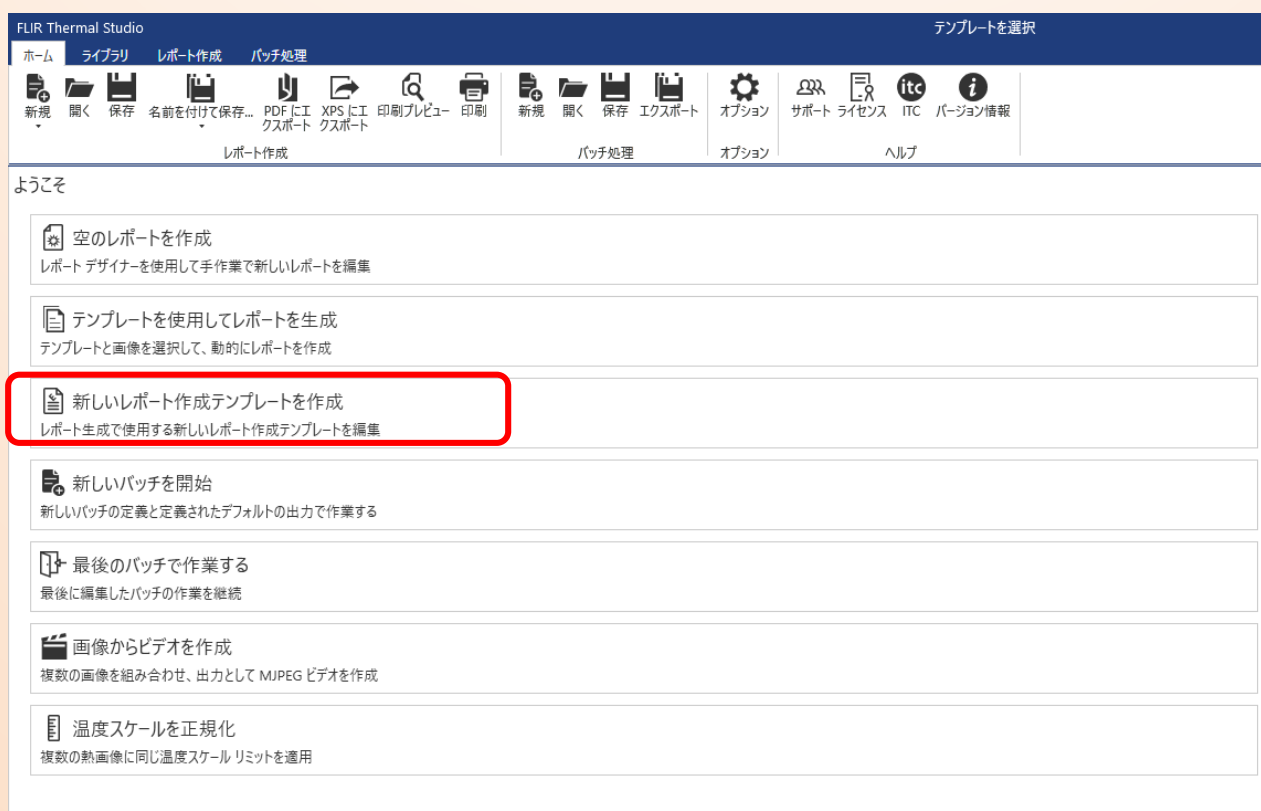 FLIR Thermal Studio
テンプレートを選択
ホーム ライブラリ レポート作成 バッチ処理
新規 開く 保存 名前を付けて保存... PDF にエクスポート XPS にエクスポート 印刷プレビュー 印刷 新規 開く 保存 エクスポート オプション サポート ライセンス itc ITC バージョン情報
レポート作成 バッチ処理 オプション ヘルプ
ようこそ
空のレポートを作成
レポート デザイナーを使用して手作業で新しいレポートを編集
テンプレートを使用してレポートを生成
テンプレートと画像を選択して、動的にレポートを作成
新しいレポート作成テンプレートを作成
レポート生成で使用する新しいレポート作成テンプレートを編集
新しいバッチを開始
新しいバッチの定義と定義されたデフォルトの出力で作業する
最後のバッチで作業する
最後に編集したバッチの作業を継続
画像からビデオを作成
複数の画像を組み合わせ、出力として MJPEG ビデオを作成
温度スケールを正規化
複数の熱画像に同じ温度スケール リミットを適用